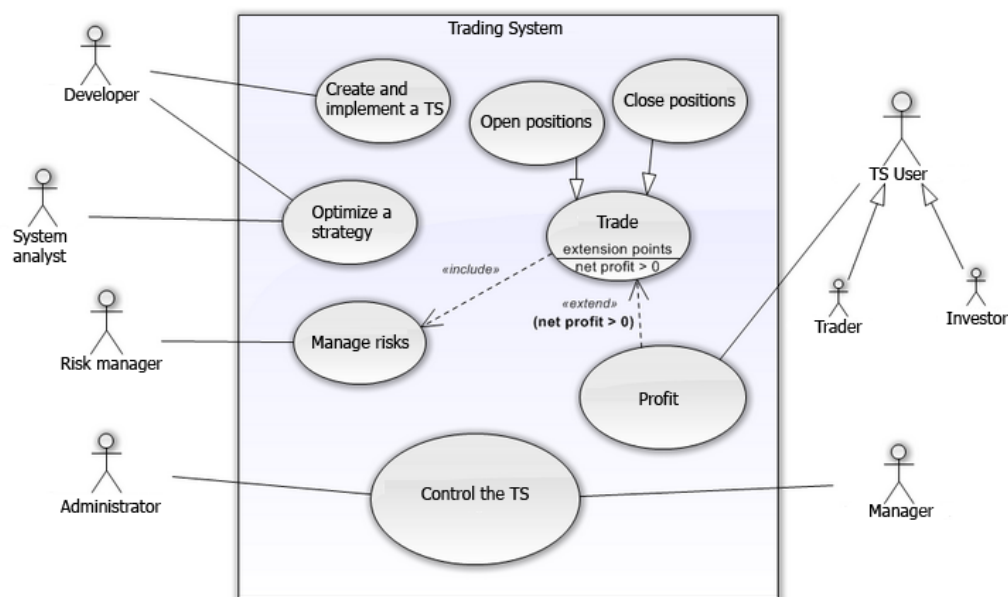 Trading System
Developer
Create and
implement a TS
Open positions
Close positions
TS User
System
analyst
Optimize a
strategy
Trade
extension points
net profit > 0
«include»
«extend»
(net profit > 0)
Trader
Investor
Risk manager
Manage risks
Profit
Administrator
Control the TS
Manager